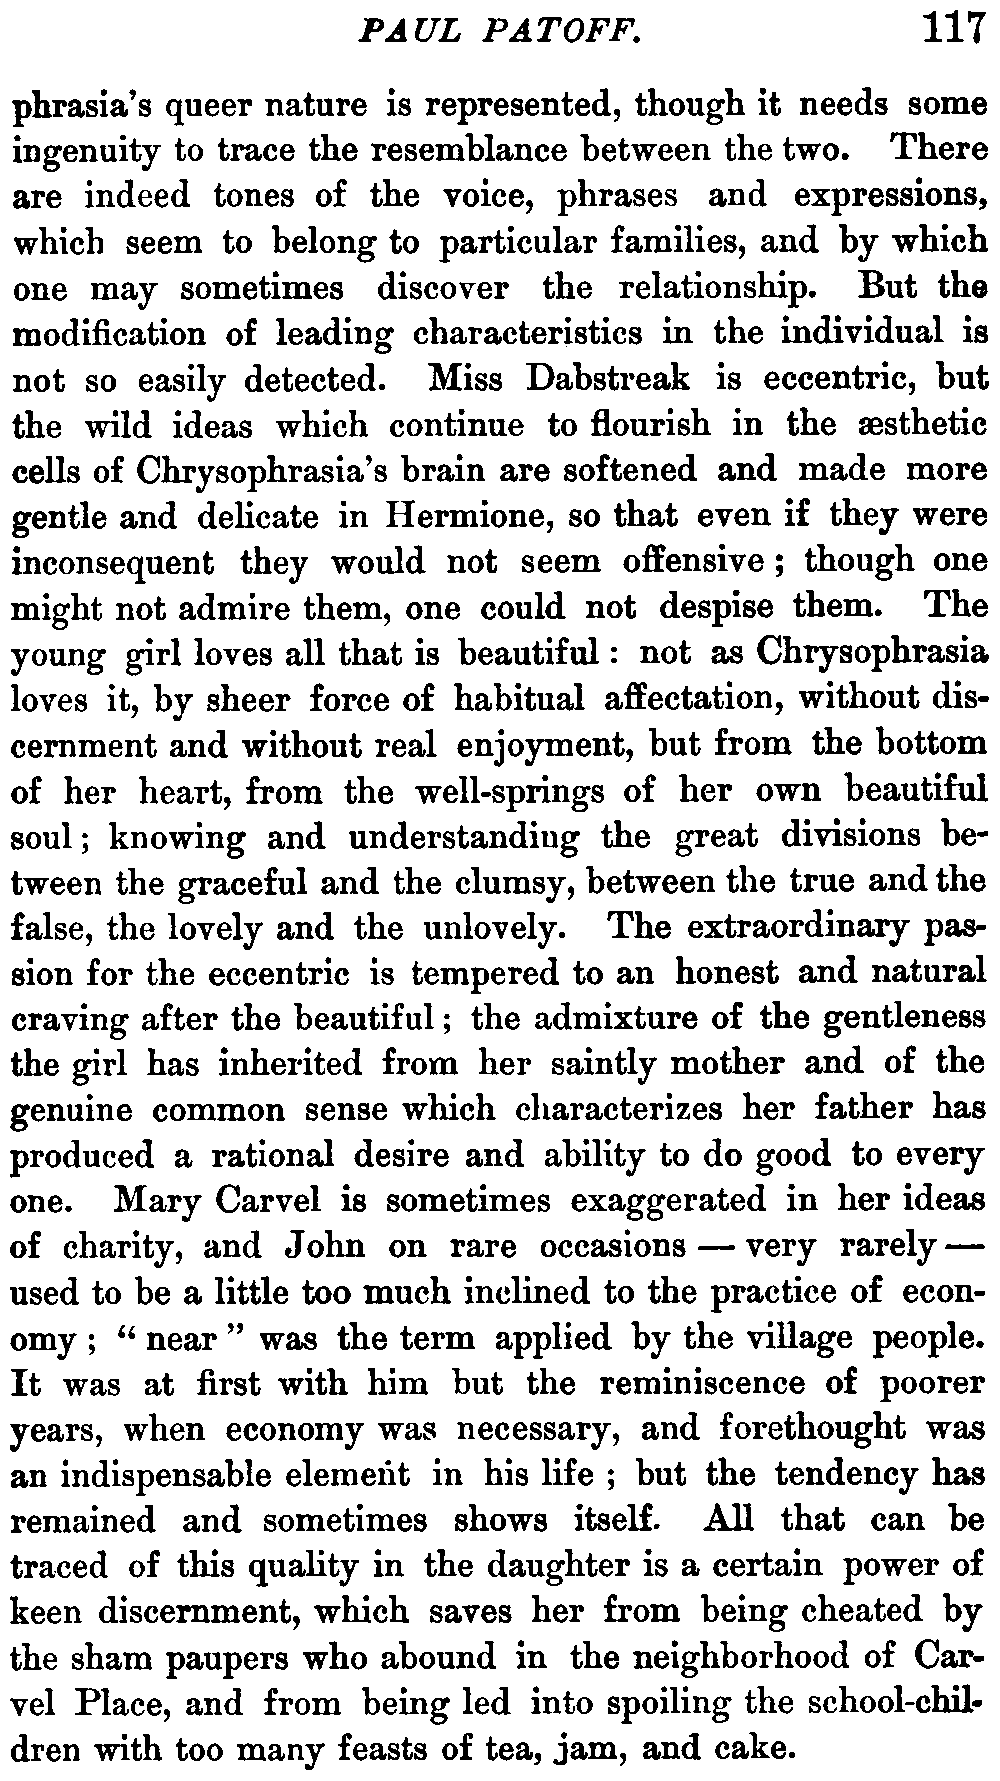 PAUL PATOFF. 117
phrasia's queer nature is represented, though it needs some
ingenuity to trace the resemblance between the two. There
are indeed tones of the voice, phrases and expressions,
which seem to belong to particular families, and by which
one may sometimes discover the relationship. But the
modification of leading characteristics in the individual is
not so easily detected. Miss Dabstreak is eccentric, but
the wild ideas which continue to flourish in the æsthetic
cells of Chrysophrasia's brain are softened and made more
gentle and delicate in Hermione, so that even if they were
inconsequent they would not seem offensive; though one
might not admire them, one could not despise them. The
young girl loves all that is beautiful: not as Chrysophrasia
loves it, by sheer force of habitual affectation, without dis-
cernment and without real enjoyment, but from the bottom
of her heart, from the well-springs of her own beautiful
soul; knowing and understanding the great divisions be-
tween the graceful and the clumsy, between the true and the
false, the lovely and the unlovely. The extraordinary pas-
sion for the eccentric is tempered to an honest and natural
craving after the beautiful; the admixture of the gentleness
the girl has inherited from her saintly mother and of the
genuine common sense which characterizes her father has
produced a rational desire and ability to do good to every
one. Mary Carvel is sometimes exaggerated in her ideas
of charity, and John on rare occasions — very rarely —
used to be a little too much inclined to the practice of econ-
omy; "near" was the term applied by the village people.
It was at first with him but the reminiscence of poorer
years, when economy was necessary, and forethought was
an indispensable element in his life; but the tendency has
remained and sometimes shows itself. All that can be
traced of this quality in the daughter is a certain power of
keen discernment, which saves her from being cheated by
the sham paupers who abound in the neighborhood of Car-
vel Place, and from being led into spoiling the school-chil-
dren with too many feasts of tea, jam, and cake.